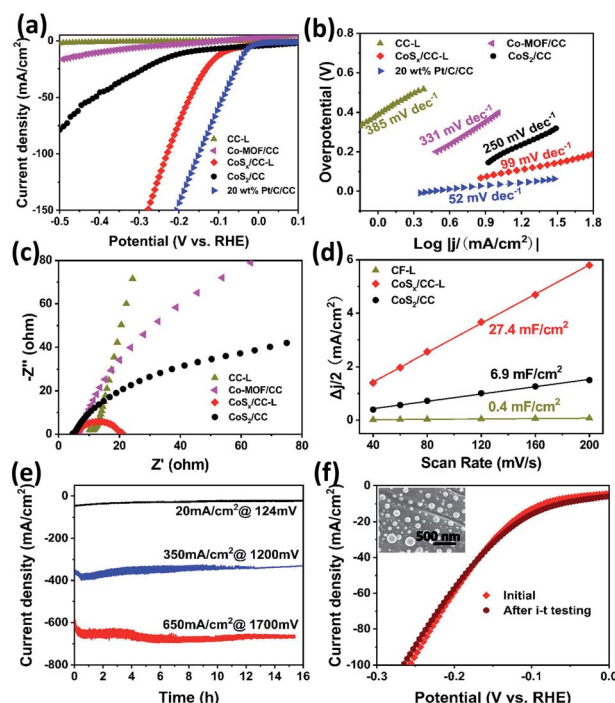 (a)
0
-50
-100
-150
-0.5
-0.4
-0.3
-0.2
-0.1
0.0
0.1
Current density (mA/cm²)
Potential (V vs. RHE)
CC-L
Co-MOF/CC
CoSₓ/CC-L
CoS₂/CC
20 wt% Pt/C/CC
(b)
CC-L
Co-MOF/CC
CoSₓ/CC-L
CoS₂/CC
20 wt% Pt/C/CC
0.8
0.6
0.4
0.2
0.0
Overpotential (V)
385 mV dec⁻¹
331 mV dec⁻¹
250 mV dec⁻¹
99 mV dec⁻¹
52 mV dec⁻¹
0.0
0.3
0.6
0.9
1.2
1.5
1.8
Log |j/(mA/cm²)|
(c)
80
60
40
20
0
-Z'' (ohm)
CC-L
Co-MOF/CC
CoSₓ/CC-L
CoS₂/CC
0
20
40
60
80
Z' (ohm)
(d)
6
4
2
0
Δj/2 (mA/cm²)
CF-L
CoSₓ/CC-L
CoS₂/CC
27.4 mF/cm²
6.9 mF/cm²
0.4 mF/cm²
40
80
120
160
200
Scan Rate (mV/s)
(e)
0
-200
-400
-600
-800
Current density (mA/cm²)
20mA/cm²@ 124mV
350mA/cm²@ 1200mV
650mA/cm²@ 1700mV
0
2
4
6
8
10
12
14
16
Time (h)
(f)
0
-20
-40
-60
-80
-100
Current density (mA/cm²)
500 nm
Initial
After i-t testing
-0.3
-0.2
-0.1
0.0
Potential (V vs. RHE)